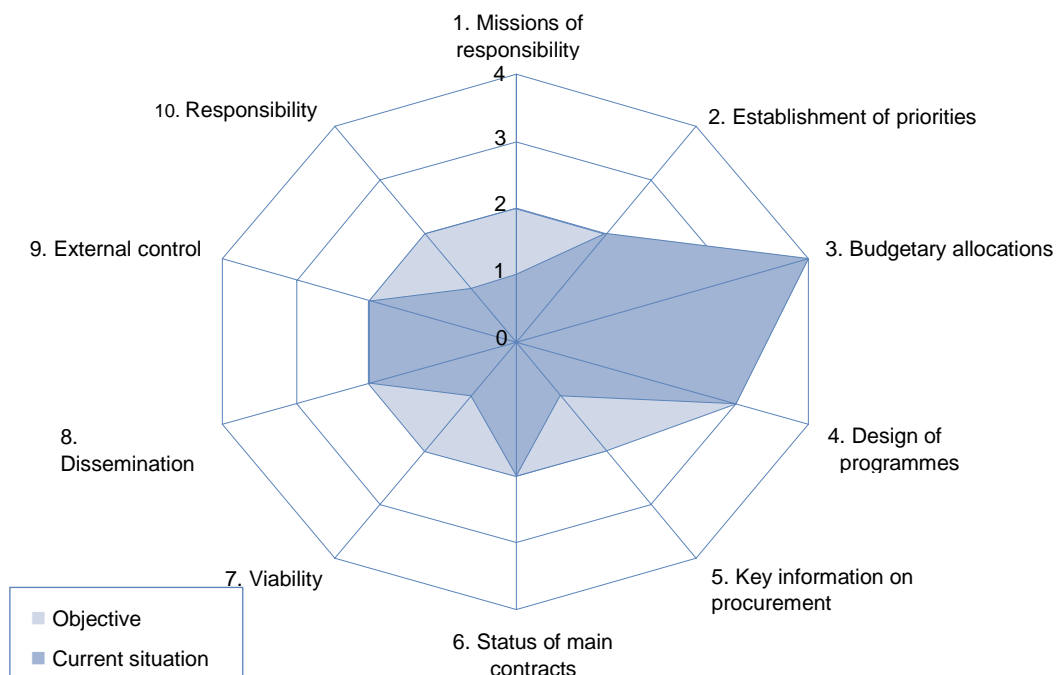 1. Missions of
responsibility
4
10. Responsibility
2. Establishment of priorities
3
2
9. External control
3. Budgetary allocations
1
0
8.
Dissemination
4. Design of
programmes
7. Viability
5. Key information on
procurement
Objective
6. Status of main
contracts
Current situation